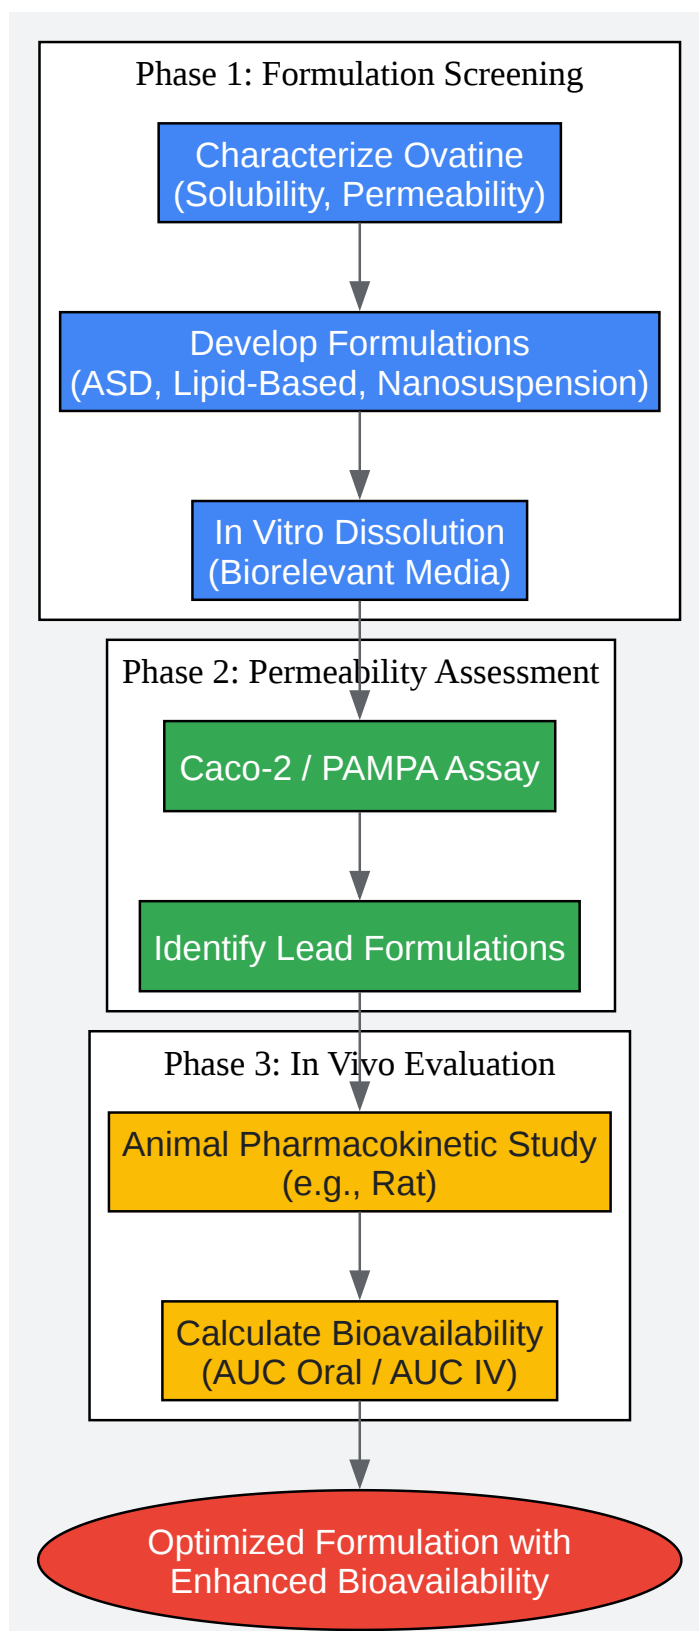 Phase 1: Formulation Screening
Characterize Ovatine
(Solubility, Permeability)
Develop Formulations
(ASD, Lipid-Based, Nanosuspension)
In Vitro Dissolution
(Biorelevant Media)
Phase 2: Permeability Assessment
Caco-2 / PAMPA Assay
Identify Lead Formulations
Phase 3: In Vivo Evaluation
Animal Pharmacokinetic Study
(e.g., Rat)
Calculate Bioavailability
(AUC Oral / AUC IV)
Optimized Formulation with
Enhanced Bioavailability